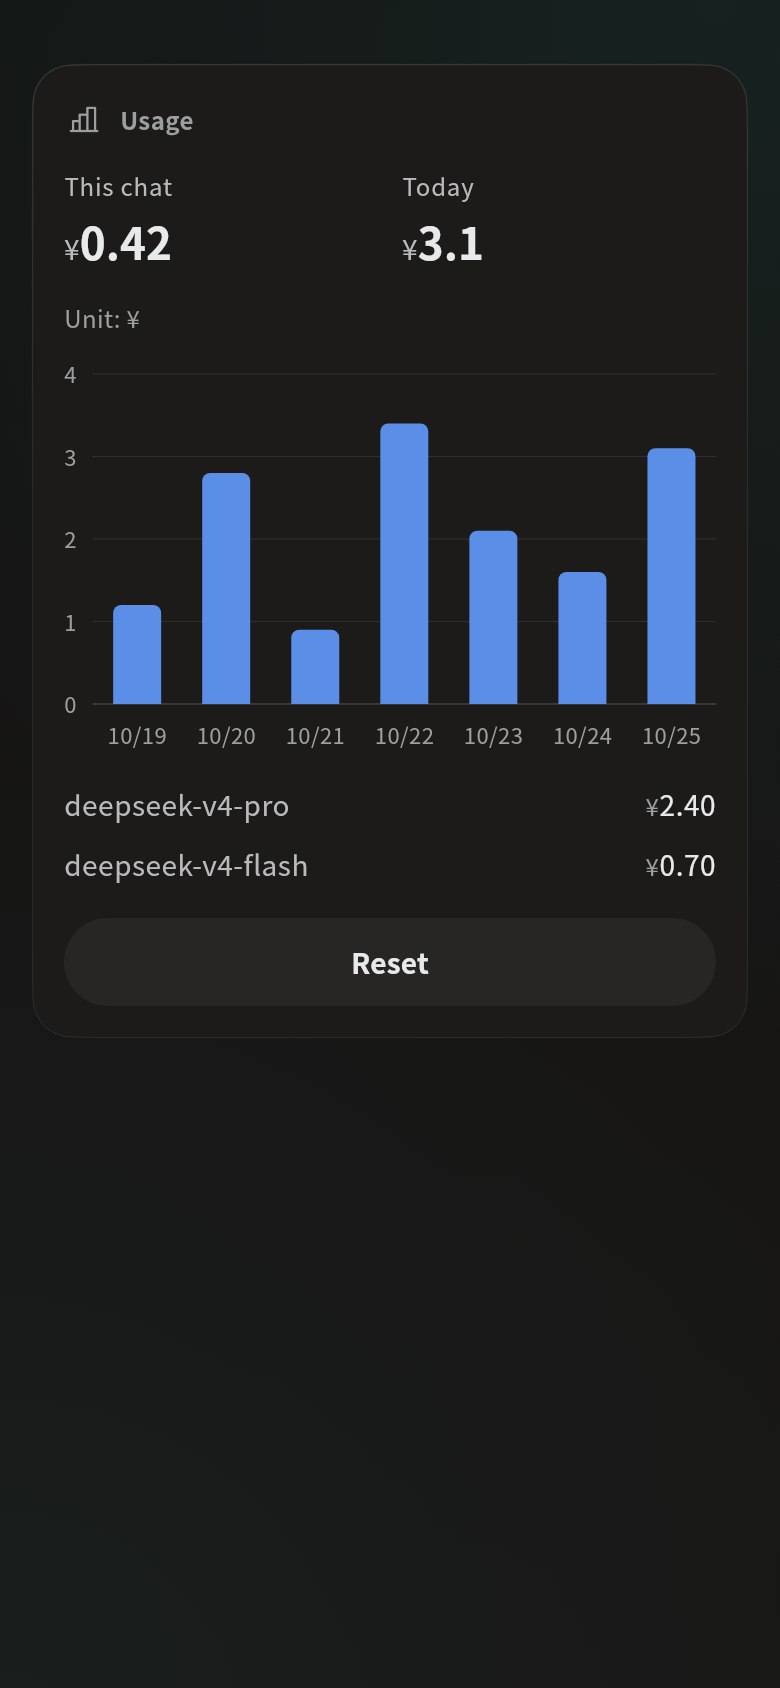 Usage
This chat
Today
¥0.42
¥3.1
Unit: ¥
4
3
2
1
0
10/19 10/20 10/21 10/22 10/23 10/24 10/25
deepseek-v4-pro ¥2.40
deepseek-v4-flash ¥0.70
Reset